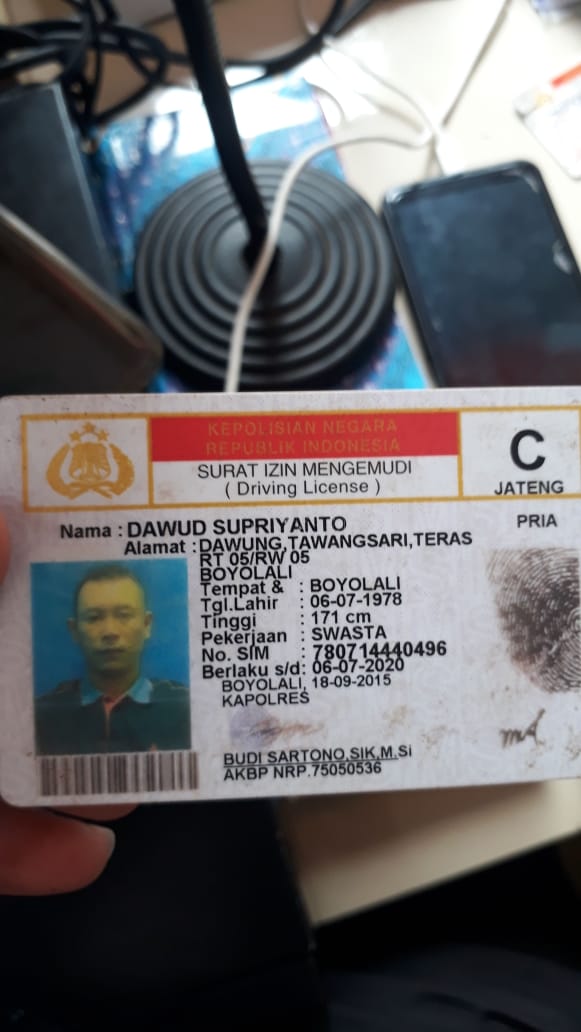 KEPOLISIAN NEGARA
REPUBLIK INDONESIA
SURAT IZIN MENGEMUDI
( Driving License )
C
JATENG
PRIA
Nama : DAWUD SUPRIYANTO
Alamat : DAWUNG,TAWANGSARI,TERAS
RT 05/RW 05
BOYOLALI
Tempat & : BOYOLALI
Tgl.Lahir : 06-07-1978
Tinggi : 171 cm
Pekerjaan : SWASTA
No. SIM : 780714440496
Berlaku s/d: 06-07-2020
BOYOLALI, 18-09-2015
KAPOLRES
BUDI SARTONO,SIK,M.Si
AKBP NRP.75050536